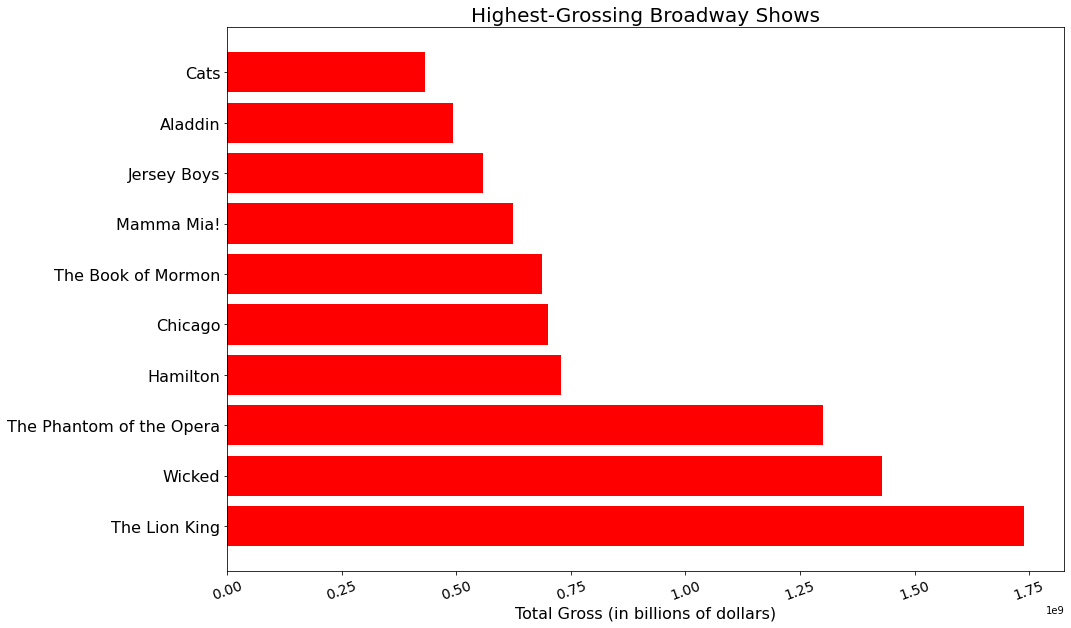 Highest-Grossing Broadway Shows
Cats
Aladdin
Jersey Boys
Mamma Mia!
The Book of Mormon
Chicago
Hamilton
The Phantom of the Opera
Wicked
The Lion King
0.00 0.25 0.50 0.75 1.00 1.25 1.50 1.75
1e9
Total Gross (in billions of dollars)